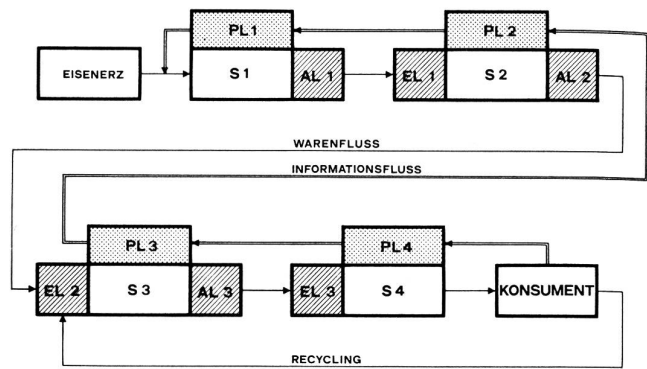 PL 1
PL 2
EISENERZ
S 1
AL 1
EL 1
S 2
AL 2
WARENFLUSS
INFORMATIONSFLUSS
PL 3
PL 4
EL 2
S 3
AL 3
EL 3
S 4
KONSUMENT
RECYCLING